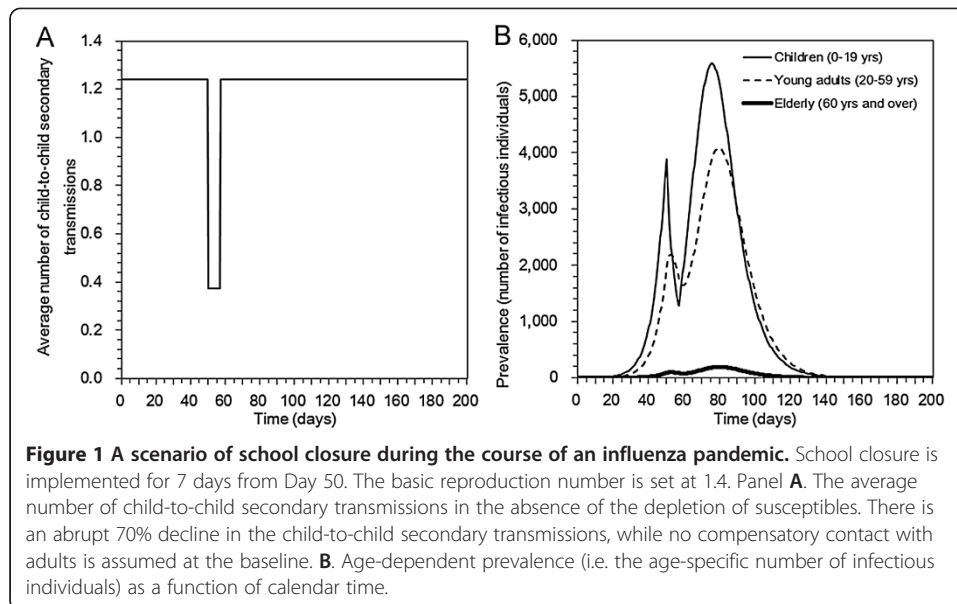 A
1.4
1.2
1.0
0.8
0.6
0.4
0.2
0.0
Average number of child-to-child secondary
transmissions
0 20 40 60 80 100 120 140 160 180 200
Time (days)
B
6,000
5,000
4,000
3,000
2,000
1,000
0
Prevalence (number of infectious individuals)
Children (0-19 yrs)
Young adults (20-59 yrs)
Elderly (60 yrs and over)
0 20 40 60 80 100 120 140 160 180 200
Time (days)
Figure 1 A scenario of school closure during the course of an influenza pandemic. School closure is
implemented for 7 days from Day 50. The basic reproduction number is set at 1.4. Panel A. The average
number of child-to-child secondary transmissions in the absence of the depletion of susceptibles. There is
an abrupt 70% decline in the child-to-child secondary transmissions, while no compensatory contact with
adults is assumed at the baseline. B. Age-dependent prevalence (i.e. the age-specific number of infectious
individuals) as a function of calendar time.